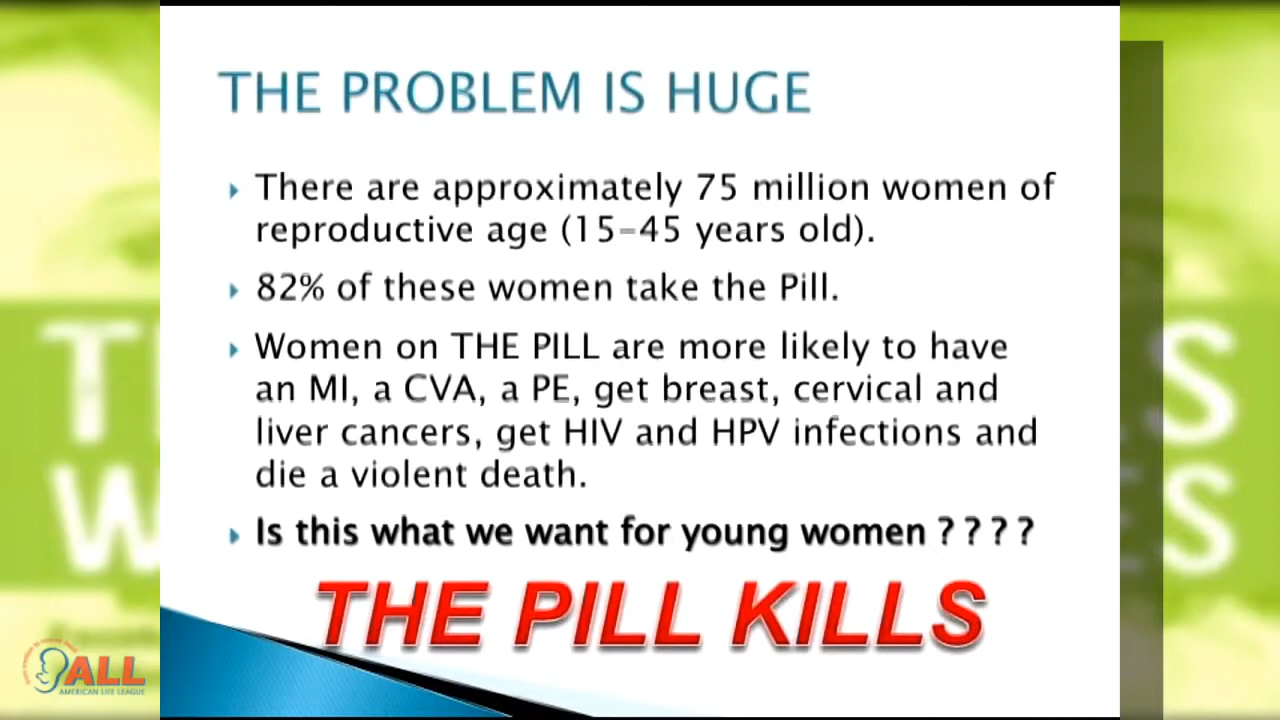 THE PROBLEM IS HUGE
There are approximately 75 million women of
reproductive age (15-45 years old).
82% of these women take the Pill.
Women on THE PILL are more likely to have
an MI, a CVA, a PE, get breast, cervical and
liver cancers, get HIV and HPV infections and
die a violent death.
Is this what we want for young women ? ? ? ?
THE PILL KILLS
ALL
AMERICAN LIFE LEAGUE